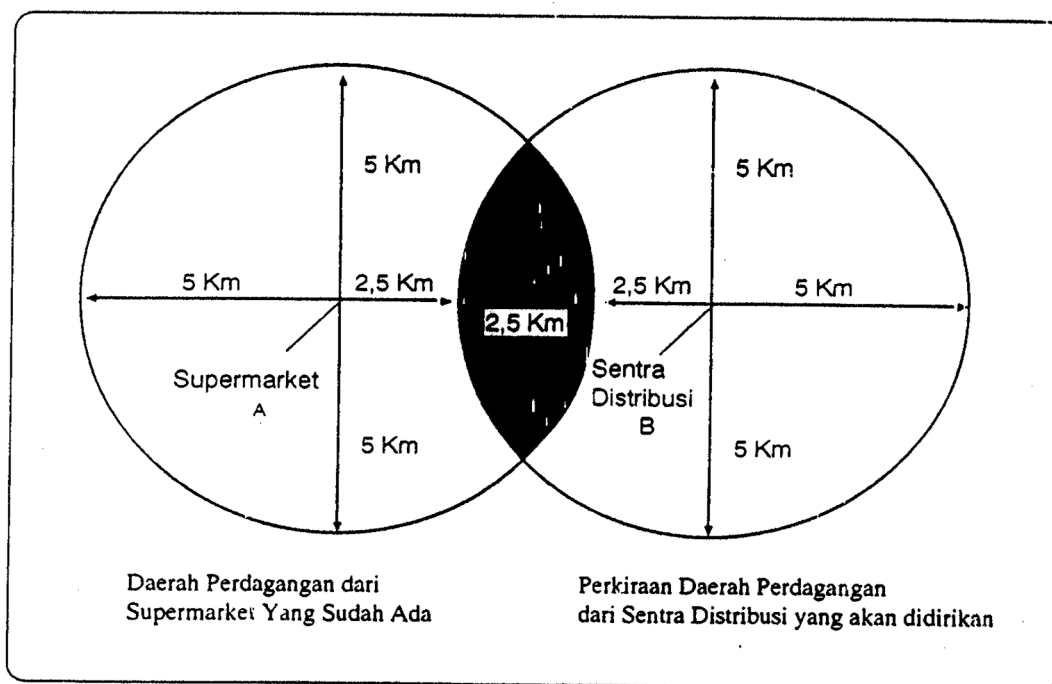 5 Km
5 Km
5 Km
2,5 Km
2,5 Km
2,5 Km
5 Km
Supermarket
A
Sentra
Distribusi
B
5 Km
5 Km
Daerah Perdagangan dari
Supermarket Yang Sudah Ada
Perkiraan Daerah Perdagangan
dari Sentra Distribusi yang akan didirikan